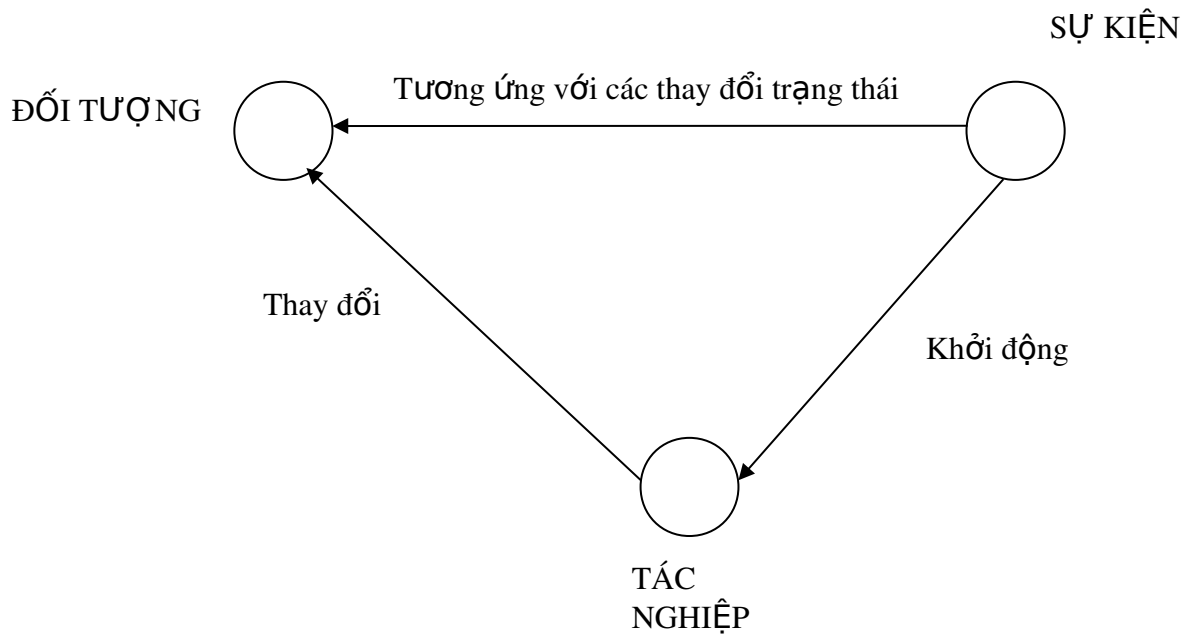 SỰ KIỆN
Tương ứng với các thay đổi trạng thái
ĐỐI TƯỢNG
Thay đổi
Khởi động
TÁC
NGHIỆP